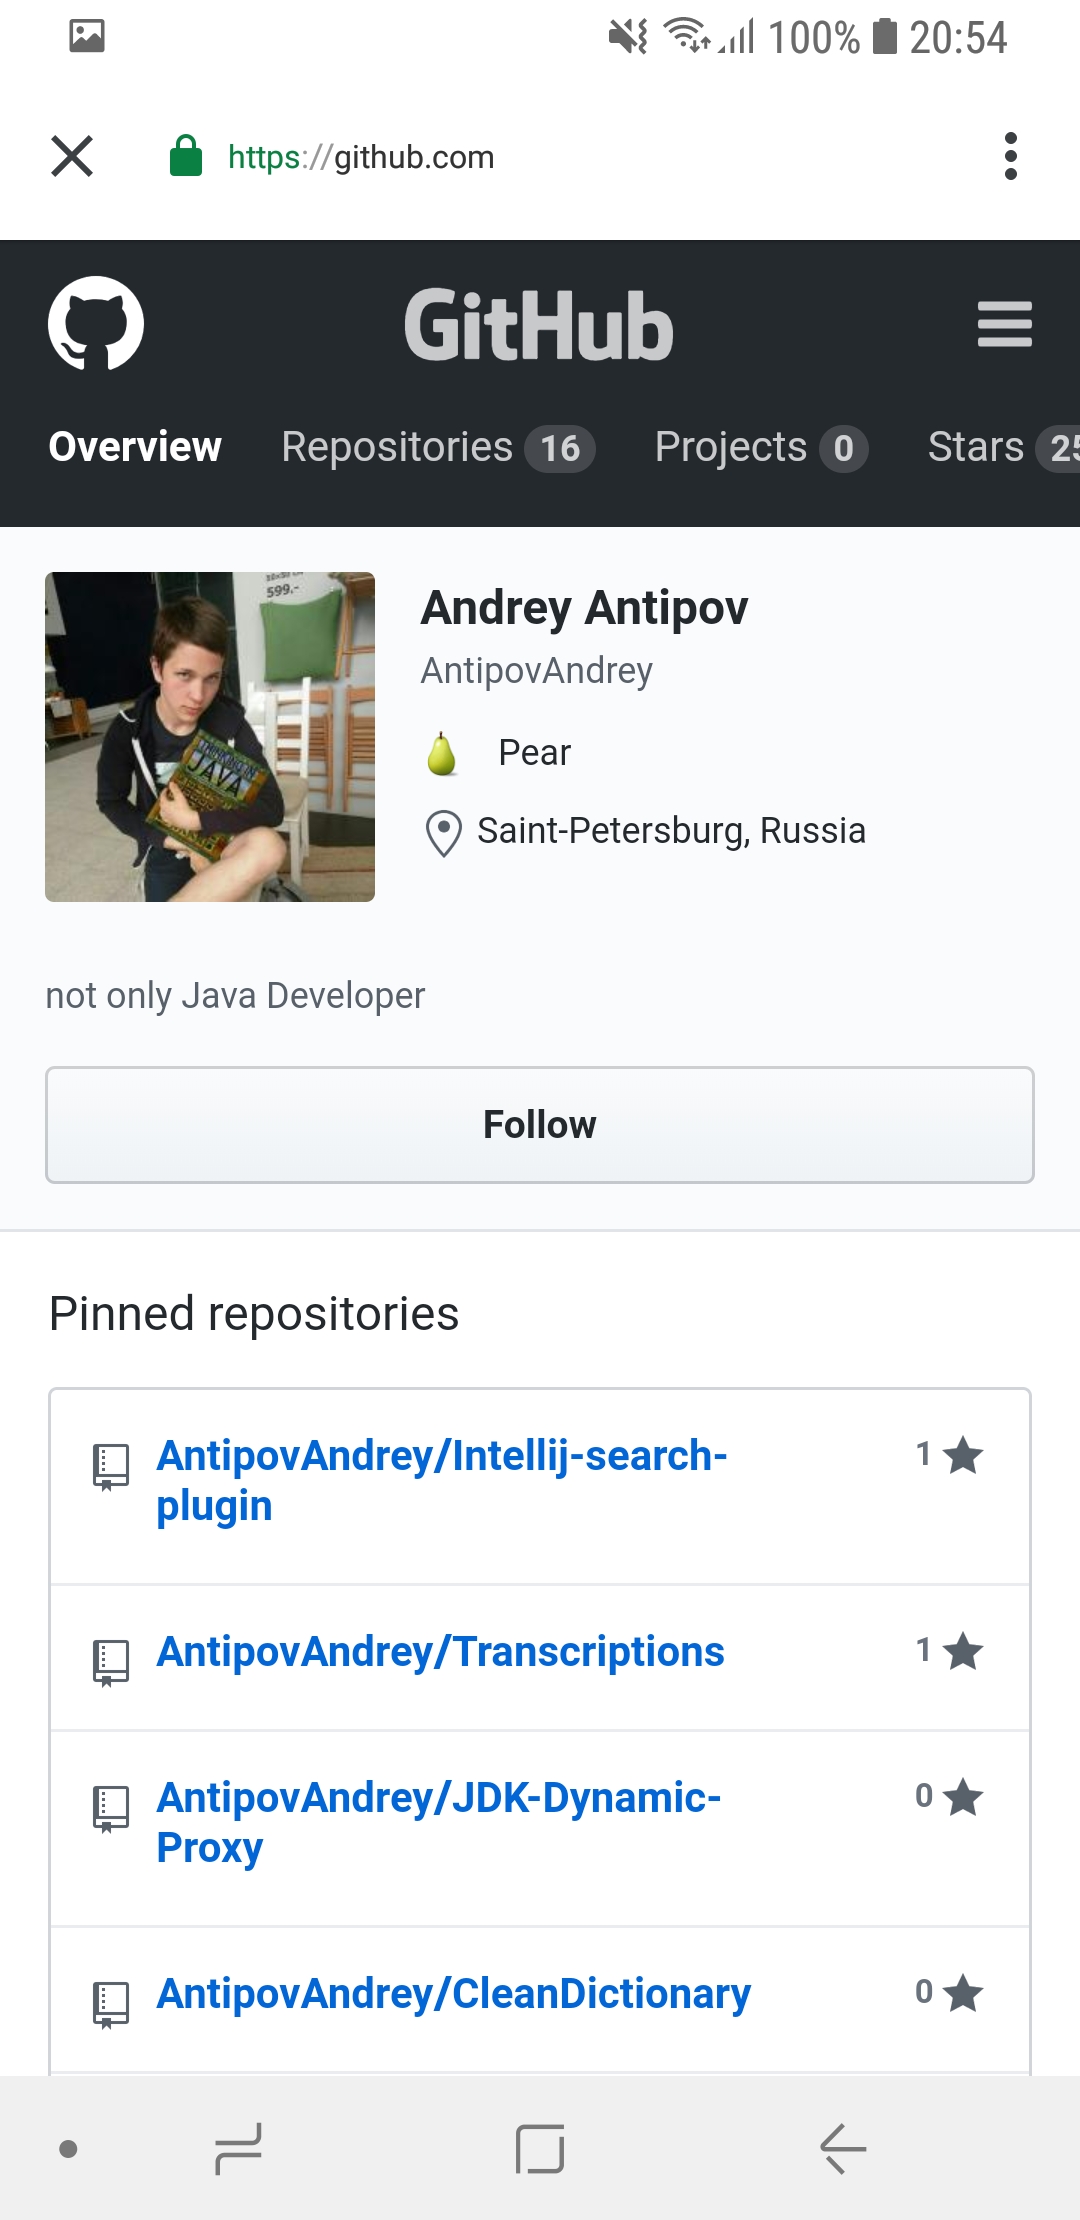 100% 20:54
https://github.com
GitHub
Overview Repositories 16 Projects 0 Stars 25
599.-
Andrey Antipov
AntipovAndrey
Pear
Saint-Petersburg, Russia
THINKING IN
JAVA
not only Java Developer
Follow
Pinned repositories
AntipovAndrey/Intellij-search- 1
plugin
AntipovAndrey/Transcriptions 1
AntipovAndrey/JDK-Dynamic- 0
Proxy
AntipovAndrey/CleanDictionary 0